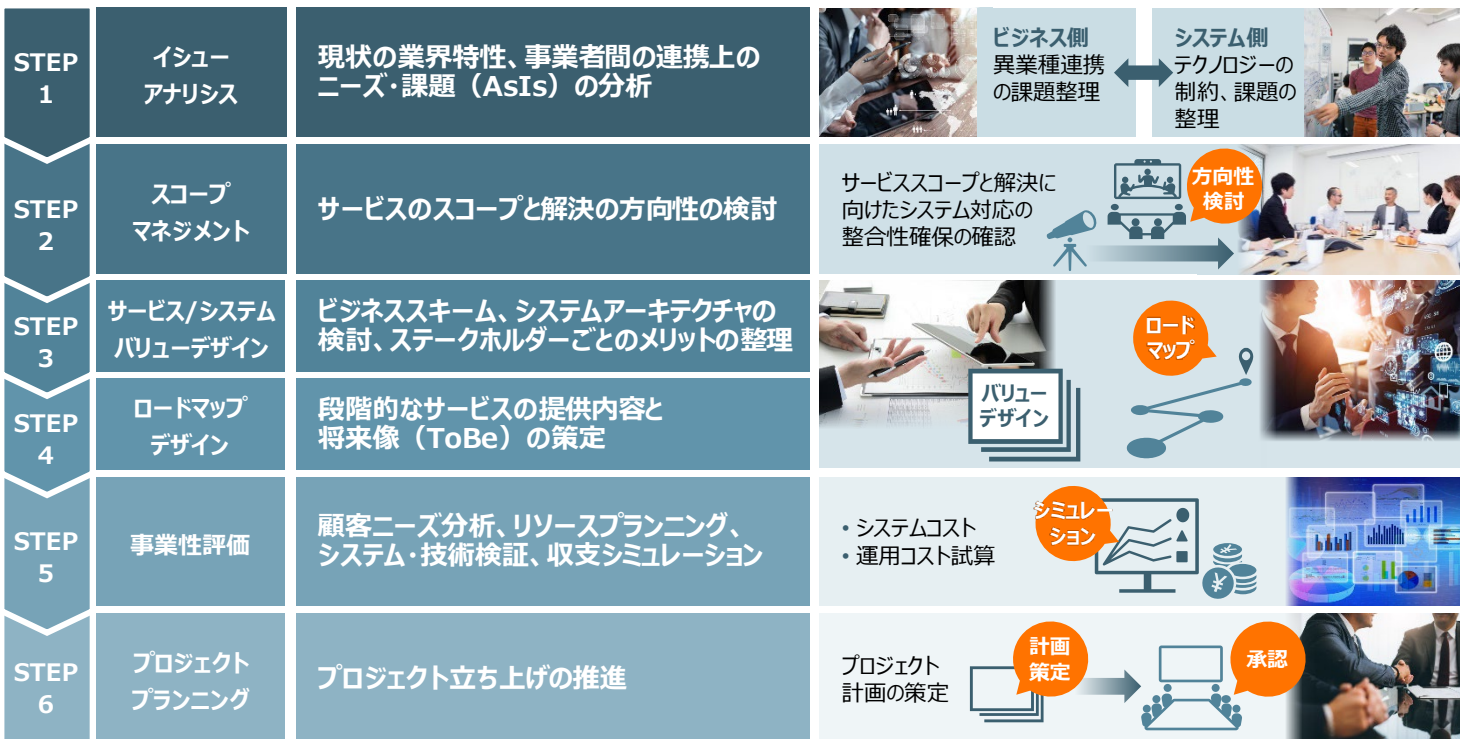 STEP
1
イシュー
アナリシス
現状の業界特性、事業者間の連携上の
ニーズ・課題（AsIs）の分析
ビジネス側
異業種連携
の課題整理
システム側
テクノロジーの
制約、課題の
整理
STEP
2
スコープ
マネジメント
サービスのスコープと解決の方向性の検討
サービススコープと解決に
向けたシステム対応の
整合性確保の確認
方向性
検討
STEP
3
サービス/システム
バリューデザイン
ビジネススキーム、システムアーキテクチャの
検討、ステークホルダーごとのメリットの整理
バリュー
デザイン
ロード
マップ
STEP
4
ロードマップ
デザイン
段階的なサービスの提供内容と
将来像（ToBe）の策定
STEP
5
事業性評価
顧客ニーズ分析、リソースプランニング、
システム・技術検証、収支シミュレーション
・システムコスト
・運用コスト試算
シミュレー
ション
¥
¥
STEP
6
プロジェクト
プランニング
プロジェクト立ち上げの推進
プロジェクト
計画の策定
計画
策定
承認